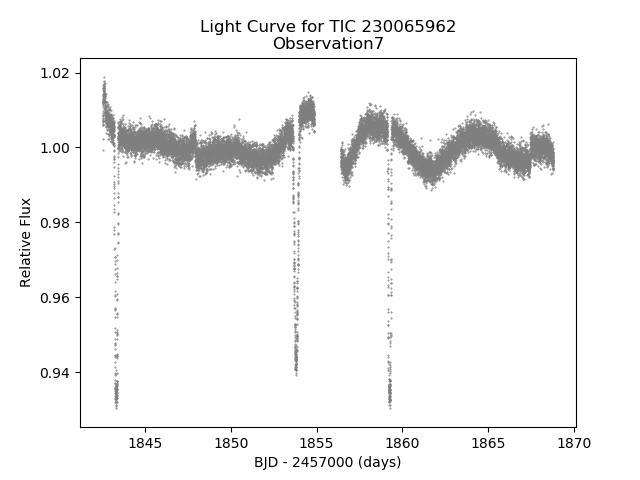 Light Curve for TIC 230065962
Observation7
1.02
1.00
0.98
0.96
0.94
Relative Flux
1845
1850
1855
1860
1865
1870
BJD - 2457000 (days)